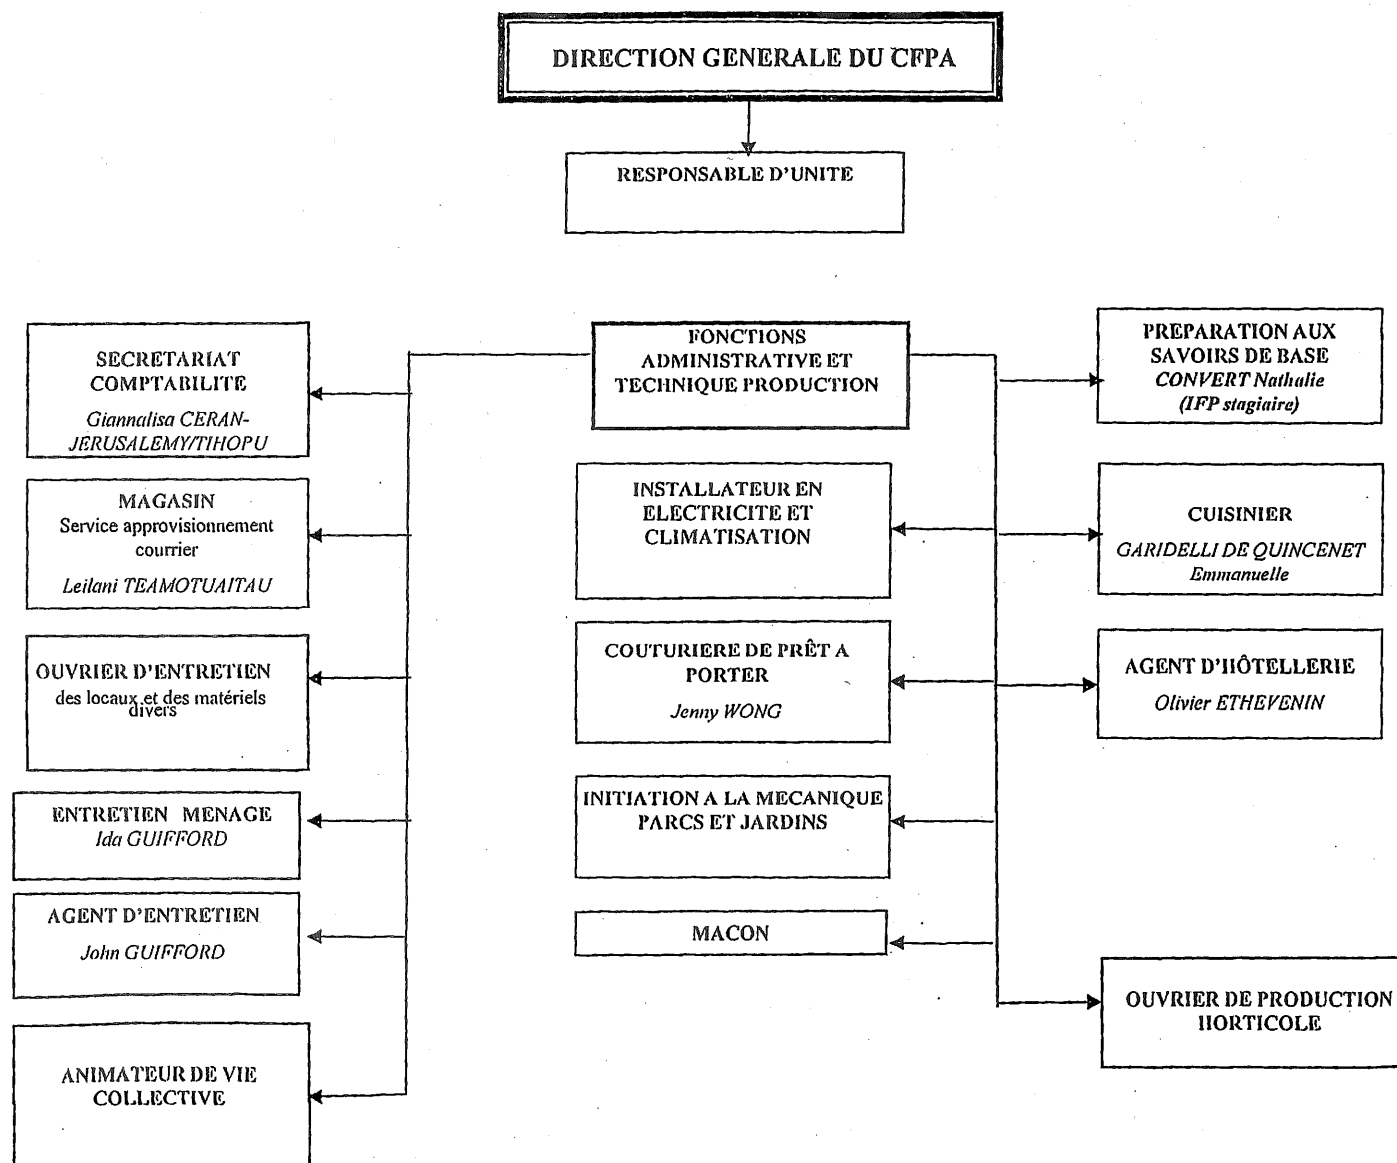 DIRECTION GENERALE DU CFPA
RESPONSABLE D'UNITE
FONCTIONS
ADMINISTRATIVE ET
TECHNIQUE PRODUCTION
SECRETARIAT
COMPTABILITE
Giannalisa CERAN-
JERUSALEMY/TIHOPU
MAGASIN
Service approvisionnement
courrier
Leilani TEAMOTUAITAU
OUVRIER D'ENTRETIEN
des locaux et des matériels
divers
ENTRETIEN MENAGE
Ida GUIFFORD
AGENT D'ENTRETIEN
John GUIFFORD
ANIMATEUR DE VIE
COLLECTIVE
INSTALLATEUR EN
ELECTRICITE ET
CLIMATISATION
COUTURIERE DE PRÊT A
PORTER
Jenny WONG
INITIATION A LA MECANIQUE
PARCS ET JARDINS
MACON
PREPARATION AUX
SAVOIRS DE BASE
CONVERT Nathalie
(IFP stagiaire)
CUISINIER
GARIDELLI DE QUINCENET
Emmanuelle
AGENT D'HÔTELLERIE
Olivier ETHEVENIN
OUVRIER DE PRODUCTION
HORTICOLE